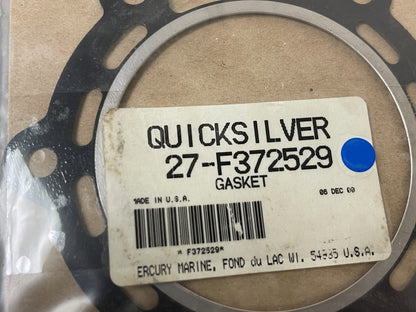 QUICKSILVER
27-F372529
GASKET
MADE IN U.S.A. 06 DEC 00
* F372529*
ERCURY MARINE, FOND du LAC WI. 54935 U.S.A.